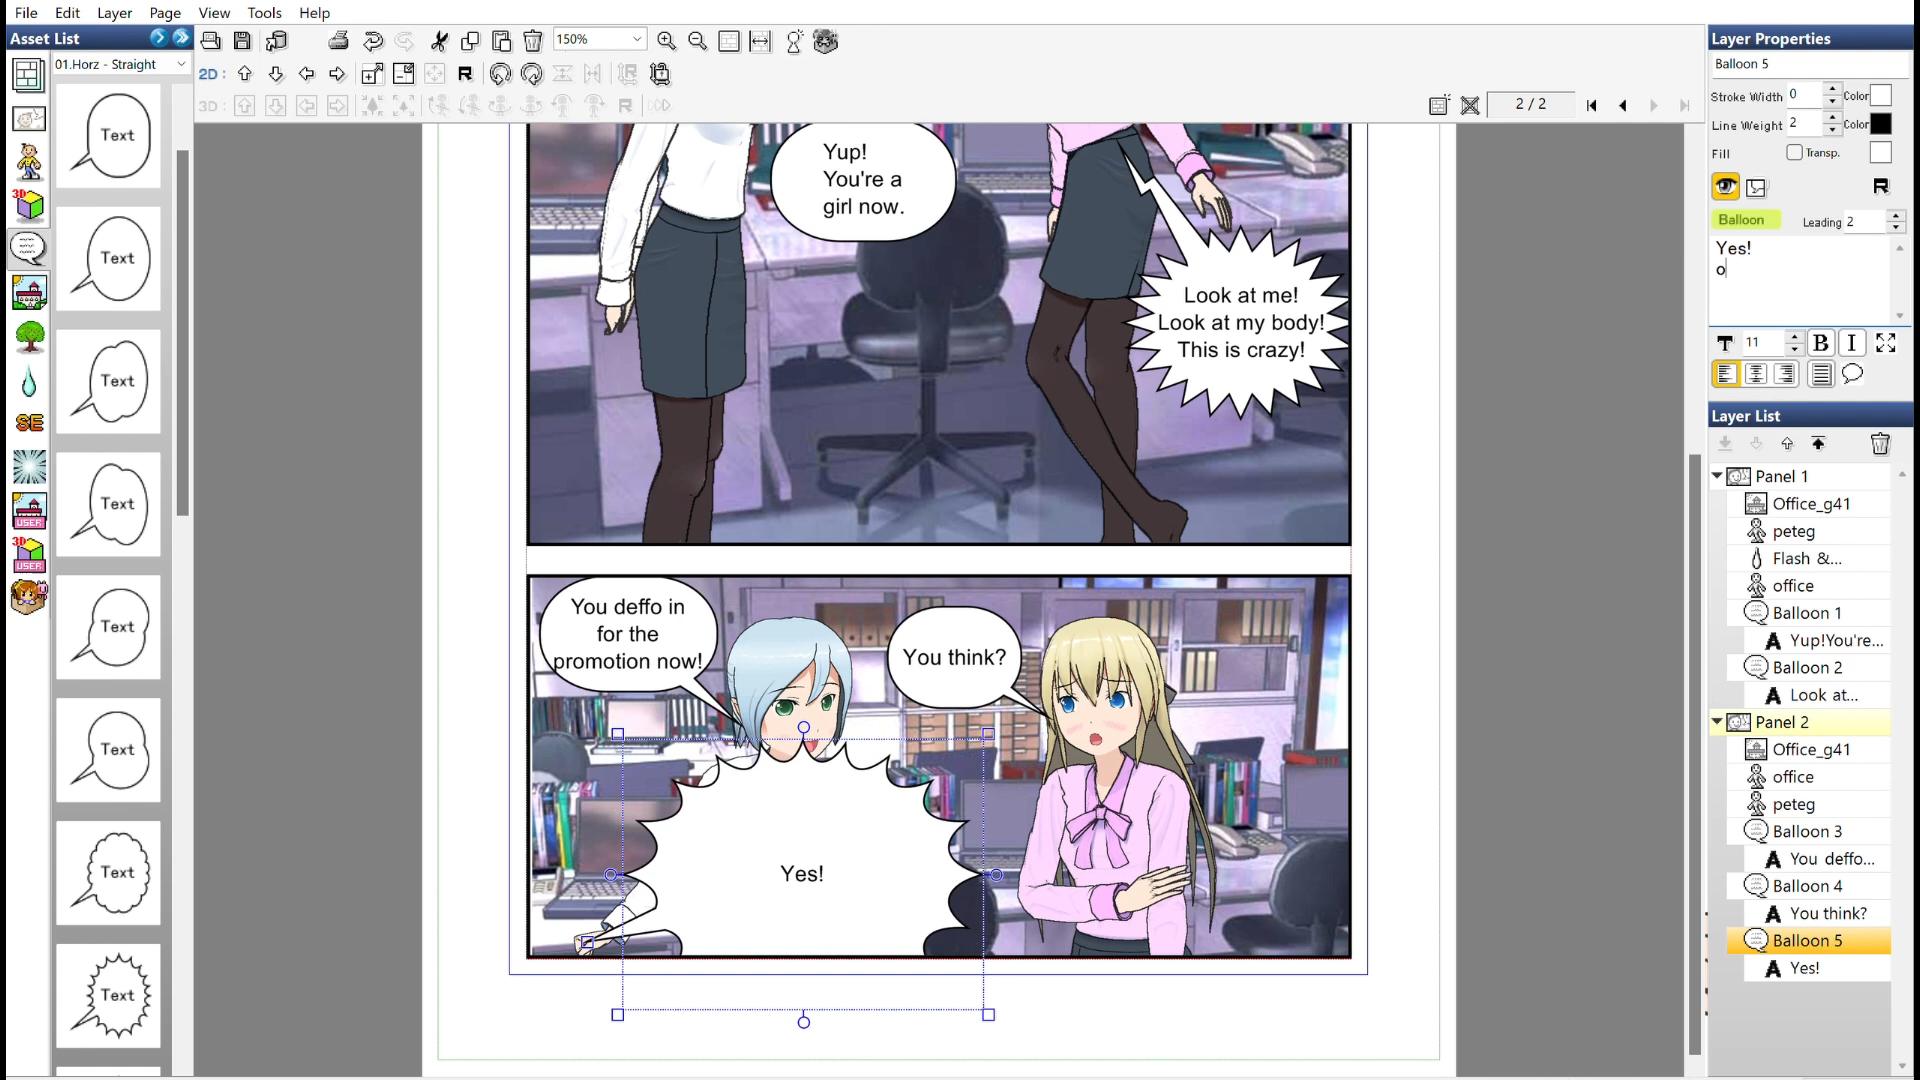 File Edit Layer Page View Tools Help
Asset List
01.Horz - Straight
150%
2D :
3D :
2 / 2
Text
Text
Text
Text
Text
Text
Text
Text
3D
SE
USER
3D
USER
Yup!
You're a
girl now.
Look at me!
Look at my body!
This is crazy!
You deffo in
for the
promotion now!
You think?
Yes!
Layer Properties
Balloon 5
Stroke Width 0 Color
Line Weight 2 Color
Fill Transp.
R
Balloon Leading 2
Yes!
o
T 11 B I
Layer List
Panel 1
Office_g41
peteg
Flash &...
office
Balloon 1
A Yup!You're...
Balloon 2
A Look at...
Panel 2
Office_g41
office
peteg
Balloon 3
A You deffo...
Balloon 4
A You think?
Balloon 5
A Yes!